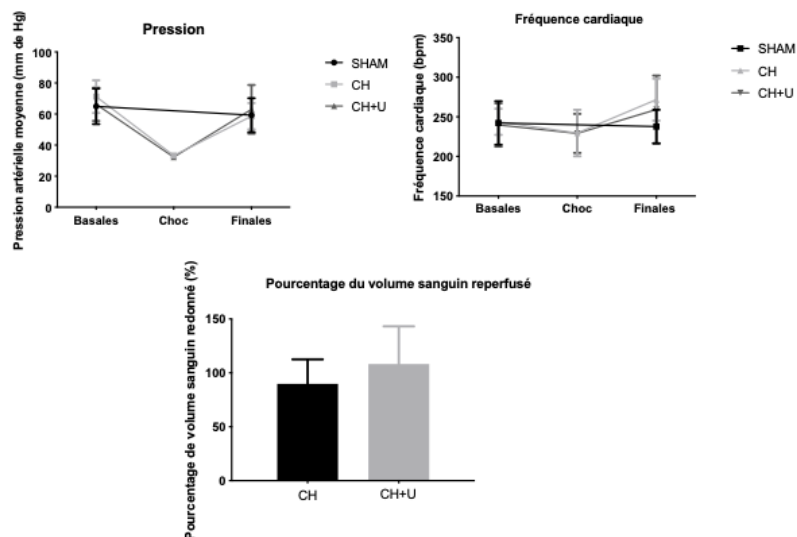 Pression
Pression artérielle moyenne (mm de Hg)
100
80
60
40
20
0
Basales Choc Finales
SHAM
CH
CH+U
Fréquence cardiaque
Fréquence cardiaque (bpm)
300
250
200
150
Basales Choc Finales
SHAM
CH
CH+U
Pourcentage du volume sanguin reperfusé
Pourcentage de volume sanguin redonné (%)
150
100
50
0
CH CH+U